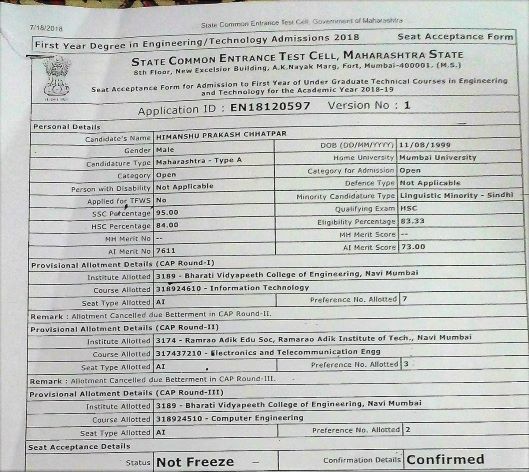 7/18/2018 State Common Entrance Test Cell, Government of Maharashtra
First Year Degree in Engineering/Technology Admissions 2018 Seat Acceptance Form
STATE COMMON ENTRANCE TEST CELL, MAHARASHTRA STATE
8th Floor, New Excelsior Building, A.K.Nayak Marg, Fort, Mumbai-400001. (M.S.)
Seat Acceptance Form for Admission to First Year of Under Graduate Technical Courses in Engineering
and Technology for the Academic Year 2018-19
Application ID : EN18120597 Version No : 1
Personal Details
Candidate's Name HIMANSHU PRAKASH CHHATPAR
Gender Male DOB (DD/MM/YYYY) 11/08/1999
Candidature Type Maharashtra - Type A Home University Mumbai University
Category Open Category for Admission Open
Person with Disability Not Applicable Defence Type Not Applicable
Applied for TFWS No Minority Candidature Type Linguistic Minority - Sindhi
SSC Percentage 95.00 Qualifying Exam HSC
HSC Percentage 84.00 Eligibility Percentage 83.33
MH Merit No -- MH Merit Score --
AI Merit No 7611 AI Merit Score 73.00
Provisional Allotment Details (CAP Round-I)
Institute Allotted 3189 - Bharati Vidyapeeth College of Engineering, Navi Mumbai
Course Allotted 318924610 - Information Technology
Seat Type Allotted AI Preference No. Allotted 7
Remark : Allotment Cancelled due Betterment in CAP Round-II.
Provisional Allotment Details (CAP Round-II)
Institute Allotted 3174 - Ramrao Adik Edu Soc, Ramarao Adik Institute of Tech., Navi Mumbai
Course Allotted 317437210 - Electronics and Telecommunication Engg
Seat Type Allotted AI Preference No. Allotted 3
Remark : Allotment Cancelled due Betterment in CAP Round-III.
Provisional Allotment Details (CAP Round-III)
Institute Allotted 3189 - Bharati Vidyapeeth College of Engineering, Navi Mumbai
Course Allotted 318924510 - Computer Engineering
Seat Type Allotted AI Preference No. Allotted 2
Seat Acceptance Details
Status Not Freeze Confirmation Details Confirmed